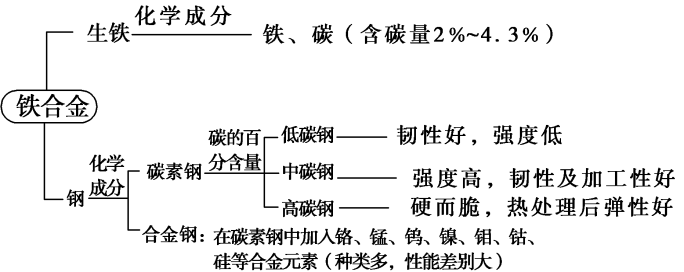 化学成分
生铁 铁、碳（含碳量2%~4.3%）
铁合金
钢
化学
成分
碳素钢
碳的百
分含量
低碳钢 韧性好，强度低
中碳钢 强度高，韧性及加工性好
高碳钢 硬而脆，热处理后弹性好
合金钢：在碳素钢中加入铬、锰、钨、镍、钼、钴、
硅等合金元素（种类多，性能差别大）